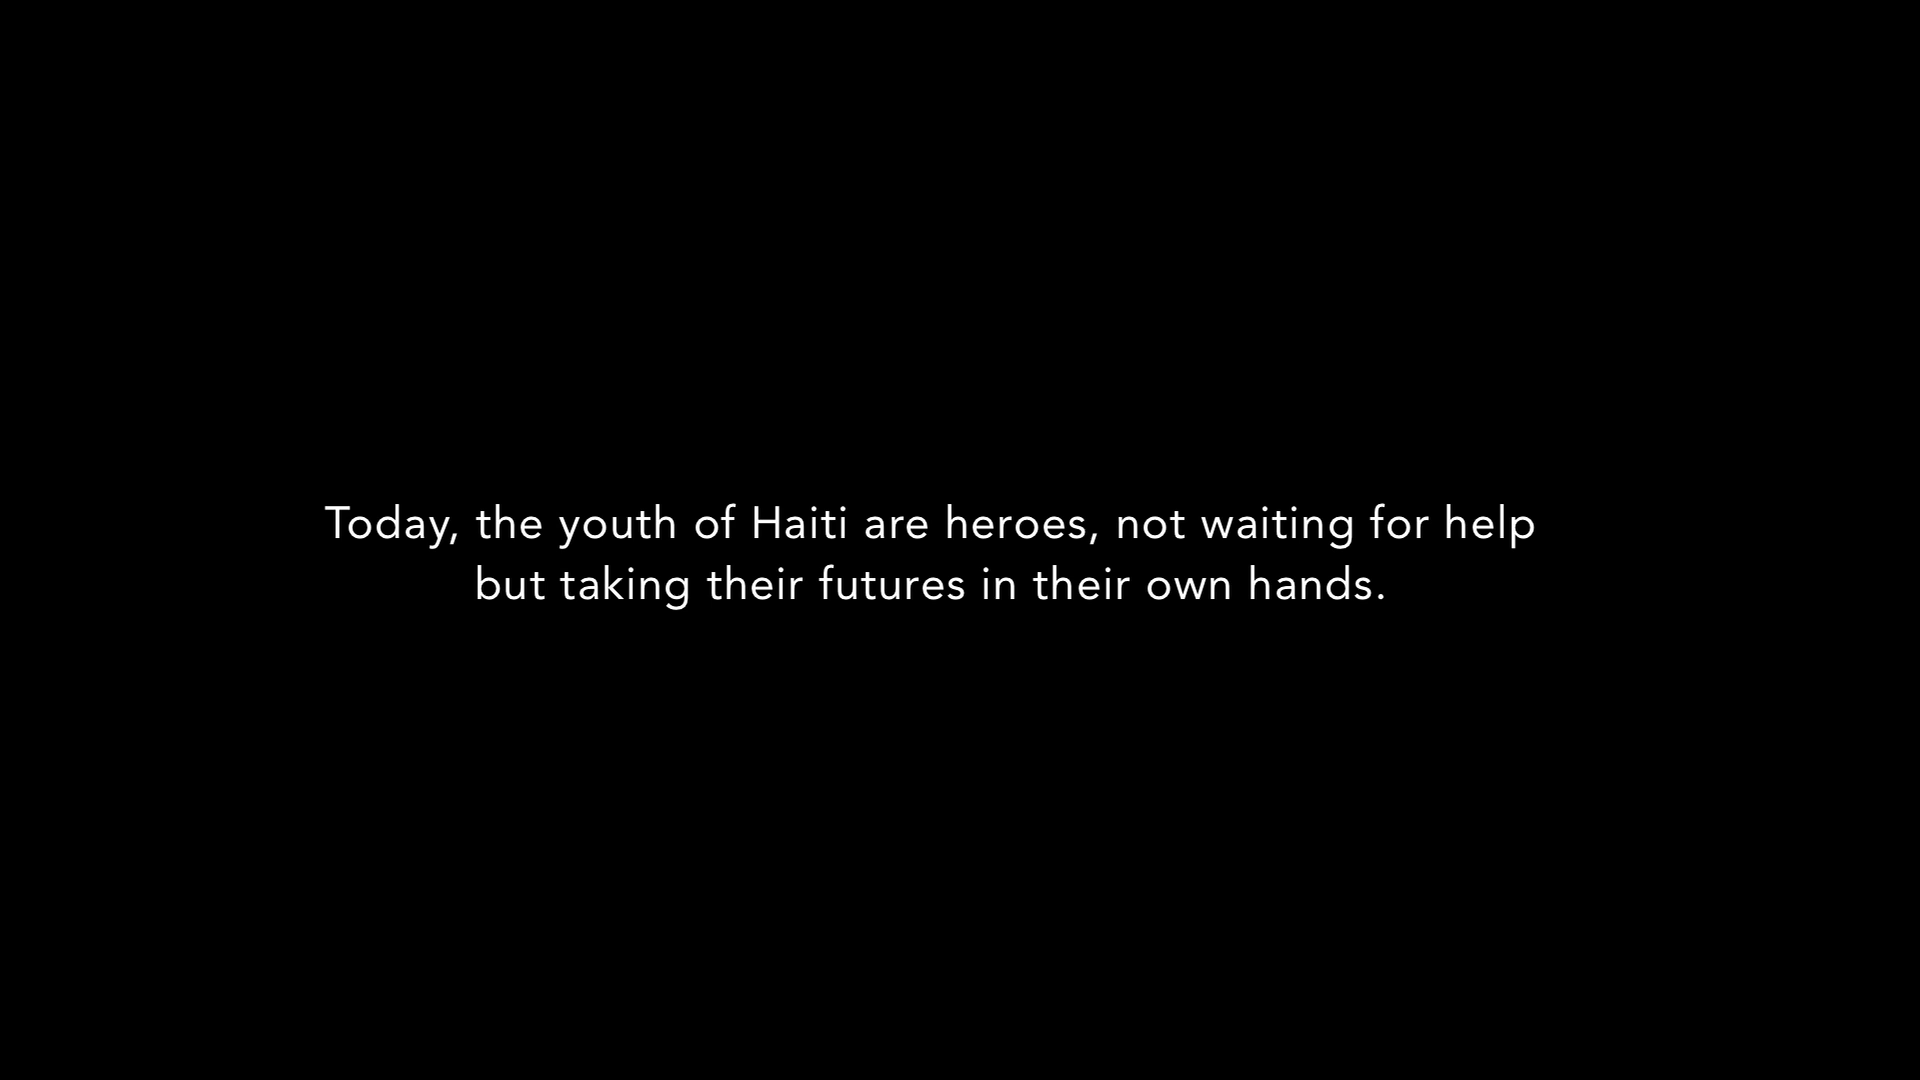 Today, the youth of Haiti are heroes, not waiting for help
but taking their futures in their own hands.